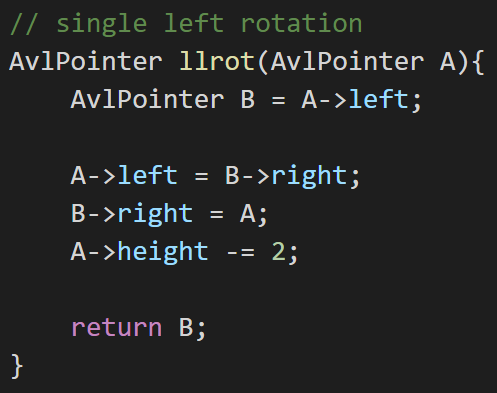 // single left rotation
AvlPointer llrot(AvlPointer A){
    AvlPointer B = A->left;

    A->left = B->right;
    B->right = A;
    A->height -= 2;

    return B;
}